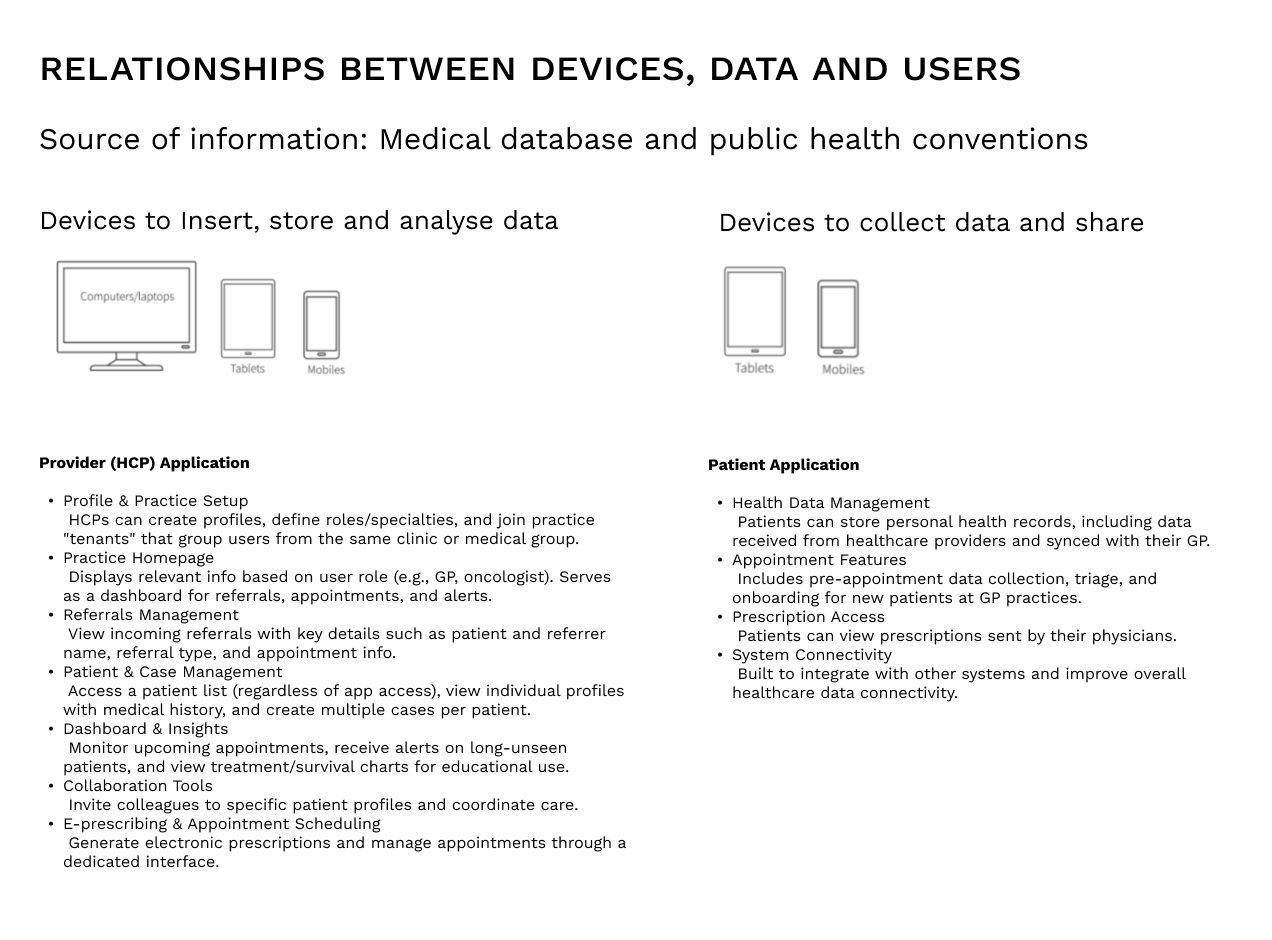 RELATIONSHIPS BETWEEN DEVICES, DATA AND USERS
Source of information: Medical database and public health conventions
Devices to Insert, store and analyse data
Computers/laptops
Tablets
Mobiles
Provider (HCP) Application
• Profile & Practice Setup
HCPs can create profiles, define roles/specialties, and join practice
"tenants" that group users from the same clinic or medical group.
• Practice Homepage
Displays relevant info based on user role (e.g., GP, oncologist). Serves
as a dashboard for referrals, appointments, and alerts.
• Referrals Management
View incoming referrals with key details such as patient and referrer
name, referral type, and appointment info.
• Patient & Case Management
Access a patient list (regardless of app access), view individual profiles
with medical history, and create multiple cases per patient.
• Dashboard & Insights
Monitor upcoming appointments, receive alerts on long-unseen
patients, and view treatment/survival charts for educational use.
• Collaboration Tools
Invite colleagues to specific patient profiles and coordinate care.
• E-prescribing & Appointment Scheduling
Generate electronic prescriptions and manage appointments through a
dedicated interface.
Devices to collect data and share
Tablets
Mobiles
Patient Application
• Health Data Management
Patients can store personal health records, including data
received from healthcare providers and synced with their GP.
• Appointment Features
Includes pre-appointment data collection, triage, and
onboarding for new patients at GP practices.
• Prescription Access
Patients can view prescriptions sent by their physicians.
• System Connectivity
Built to integrate with other systems and improve overall
healthcare data connectivity.